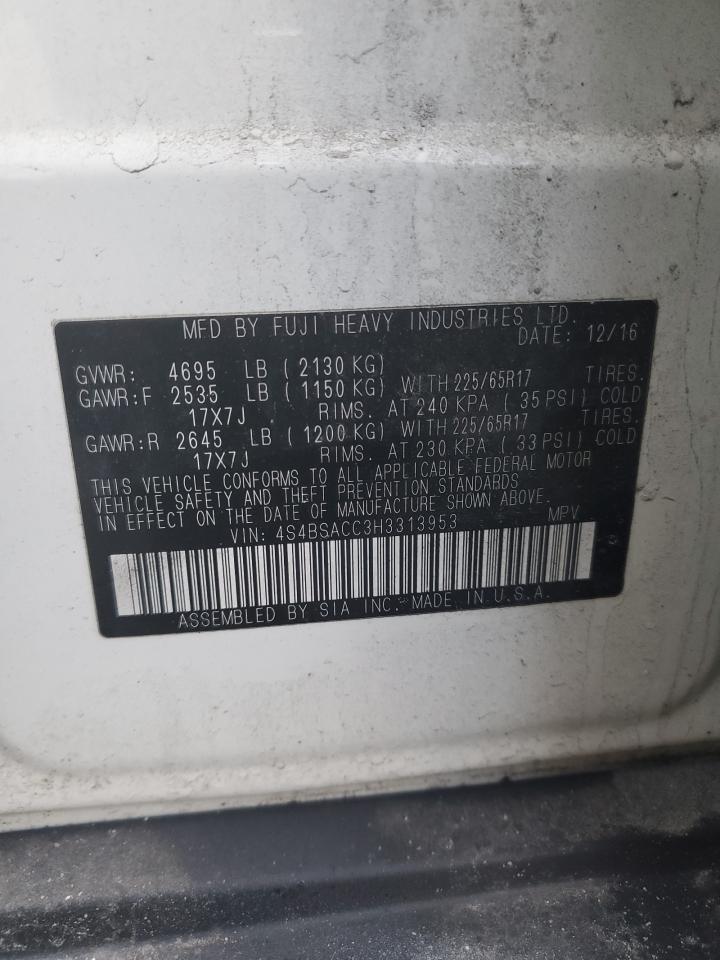 MFD BY FUJI HEAVY INDUSTRIES LTD.
DATE: 12/16
GVWR: 4695 LB ( 2130 KG)
GAWR:F 2535 LB ( 1150 KG) WITH 225/65R17 TIRES.
17X7J RIMS. AT 240 KPA ( 35 PSI) COLD
GAWR:R 2645 LB ( 1200 KG) WITH 225/65R17 TIRES.
17X7J RIMS. AT 230 KPA ( 33 PSI) COLD
THIS VEHICLE CONFORMS TO ALL APPLICABLE FEDERAL MOTOR
VEHICLE SAFETY AND THEFT PREVENTION STANDARDS
IN EFFECT ON THE DATE OF MANUFACTURE SHOWN ABOVE.
VIN: 4S4BSACC3H3313953 MPV
ASSEMBLED BY SIA INC. MADE IN U.S.A.